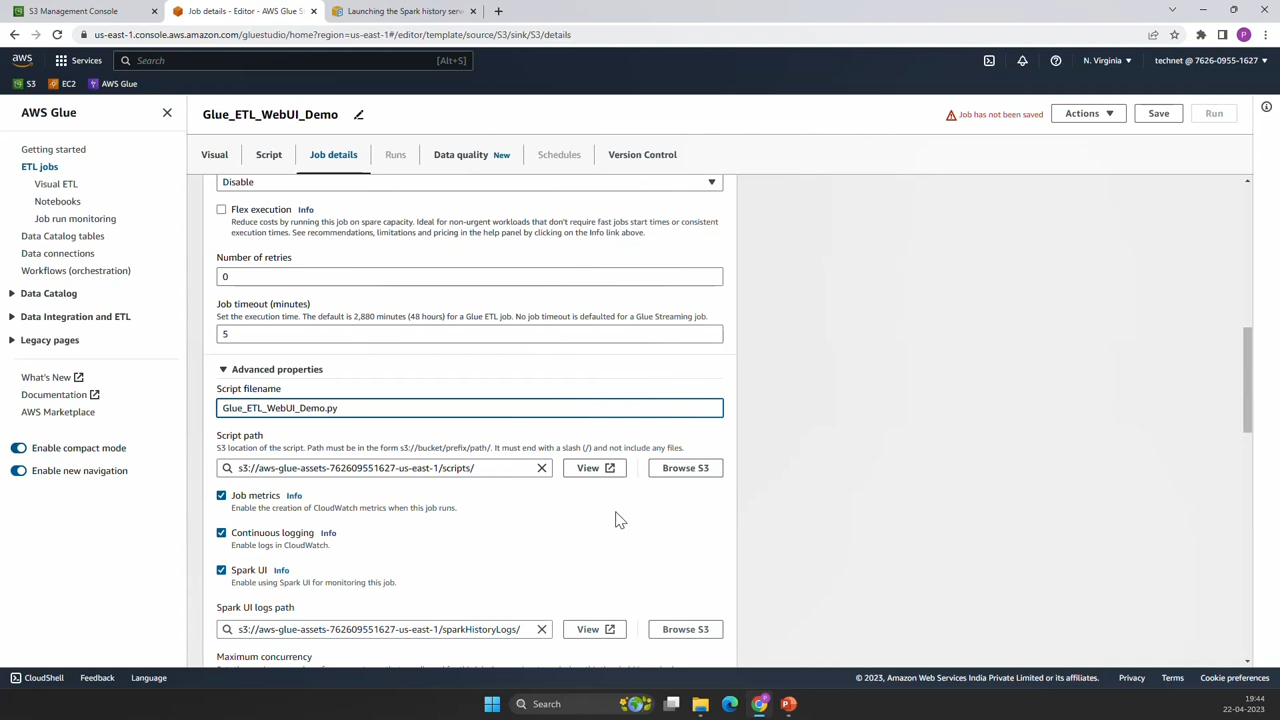 S3 Management Console
Job details - Editor - AWS Glue S
Launching the Spark history serv
us-east-1.console.aws.amazon.com/gluestudio/home?region=us-east-1#/editor/template/source/S3/sink/S3/details
P
aws
Services
Search
[Alt+S]
N. Virginia
technet @ 7626-0955-1627
S3
EC2
AWS Glue
AWS Glue
Glue_ETL_WebUI_Demo
Job has not been saved
Actions
Save
Run
Getting started
ETL jobs
Visual ETL
Notebooks
Job run monitoring
Data Catalog tables
Data connections
Workflows (orchestration)
Data Catalog
Data Integration and ETL
Legacy pages
What's New
Documentation
AWS Marketplace
Enable compact mode
Enable new navigation
Visual
Script
Job details
Runs
Data quality New
Schedules
Version Control
Disable
Flex execution Info
Reduce costs by running this job on spare capacity. Ideal for non-urgent workloads that don't require fast jobs start times or consistent
execution times. See recommendations, limitations and pricing in the help panel by clicking on the Info link above.
Number of retries
0
Job timeout (minutes)
Set the execution time. The default is 2,880 minutes (48 hours) for a Glue ETL job. No job timeout is defaulted for a Glue Streaming job.
5
Advanced properties
Script filename
Glue_ETL_WebUI_Demo.py
Script path
S3 location of the script. Path must be in the form s3://bucket/prefix/path/. It must end with a slash (/) and not include any files.
s3://aws-glue-assets-762609551627-us-east-1/scripts/
View
Browse S3
Job metrics Info
Enable the creation of CloudWatch metrics when this job runs.
Continuous logging Info
Enable logs in CloudWatch.
Spark UI Info
Enable using Spark UI for monitoring this job.
Spark UI logs path
s3://aws-glue-assets-762609551627-us-east-1/sparkHistoryLogs/
View
Browse S3
Maximum concurrency
CloudShell
Feedback
Language
© 2023, Amazon Web Services India Private Limited or its affiliates.
Privacy
Terms
Cookie preferences
Search
19:44
22-04-2023